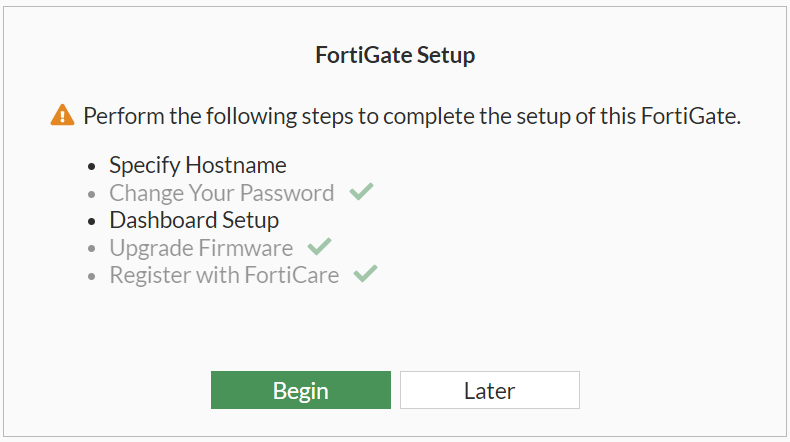 FortiGate Setup
Perform the following steps to complete the setup of this FortiGate.
Specify Hostname
Change Your Password
Dashboard Setup
Upgrade Firmware
Register with FortiCare
Begin
Later